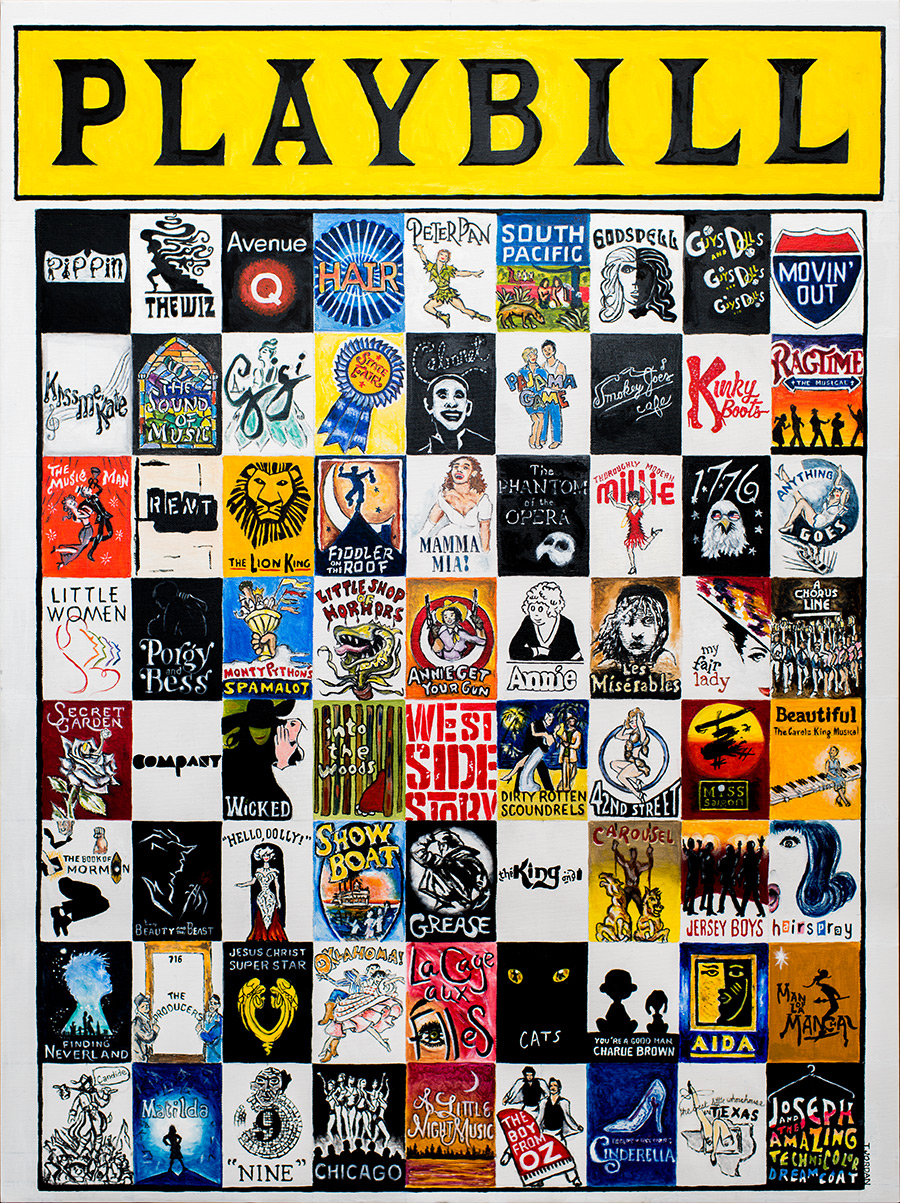 PLAYBILL
PIPPIN
THE WIZ
Avenue
Q
HAIR
PETER PAN
SOUTH
PACIFIC
GODSPELL
GUYS DOLLS
AND
GUYS DOLLS
AND
GUYS DOLLS
MOVIN'
OUT
Kiss m Kate
THE
SOUND
OF
MUSIC
Gigi
STATE
FAIR
Cabaret
PAJAMA
GAME
Smokey Joe's
cafe
Kinky
Boots
RAGTIME
THE MUSICAL
THE
MUSIC MAN
RENT
THE LION KING
FIDDLER
ON THE ROOF
MAMMA
MIA!
The
PHANTOM
of the
OPERA
THOROUGHLY MODERN
millie
1776
ANYTHING
GOES
LITTLE
WOMEN
Porgy
and
Bess
MONTY PYTHON'S
SPAMALOT
LITTLE SHOP
OF
HORRORS
ANNIE GET
YOUR GUN
Annie
Les
Misérables
my
fair
lady
A
CHORUS
LINE
SECRET
GARDEN
company
WICKED
into
the
woods
WEST
SIDE
STORY
DIRTY ROTTEN
SCOUNDRELS
42ND STREET
MISS
SAIGON
Beautiful
The Carole King Musical
THE BOOK OF
MORMON
BEAUTY AND THE BEAST
"HELLO, DOLLY!"
SHOW
BOAT
GREASE
the King and I
CAROUSEL
JERSEY BOYS
hairspray
FINDING
NEVERLAND
716
THE
PRODUCERS
JESUS CHRIST
SUPER STAR
OKLAHOMA!
La Cage
aux
Folles
CATS
YOU'RE A GOOD MAN,
CHARLIE BROWN
AIDA
MAN
OF LA
MANCHA
Candide
Matilda
9
"NINE"
CHICAGO
A LITTLE
NIGHT MUSIC
THE
BOY
FROM
OZ
CINDERELLA
the best little whorehouse
in TEXAS
JOSEPH
AND THE
AMAZING
TECHNICOLOR
DREAM COAT